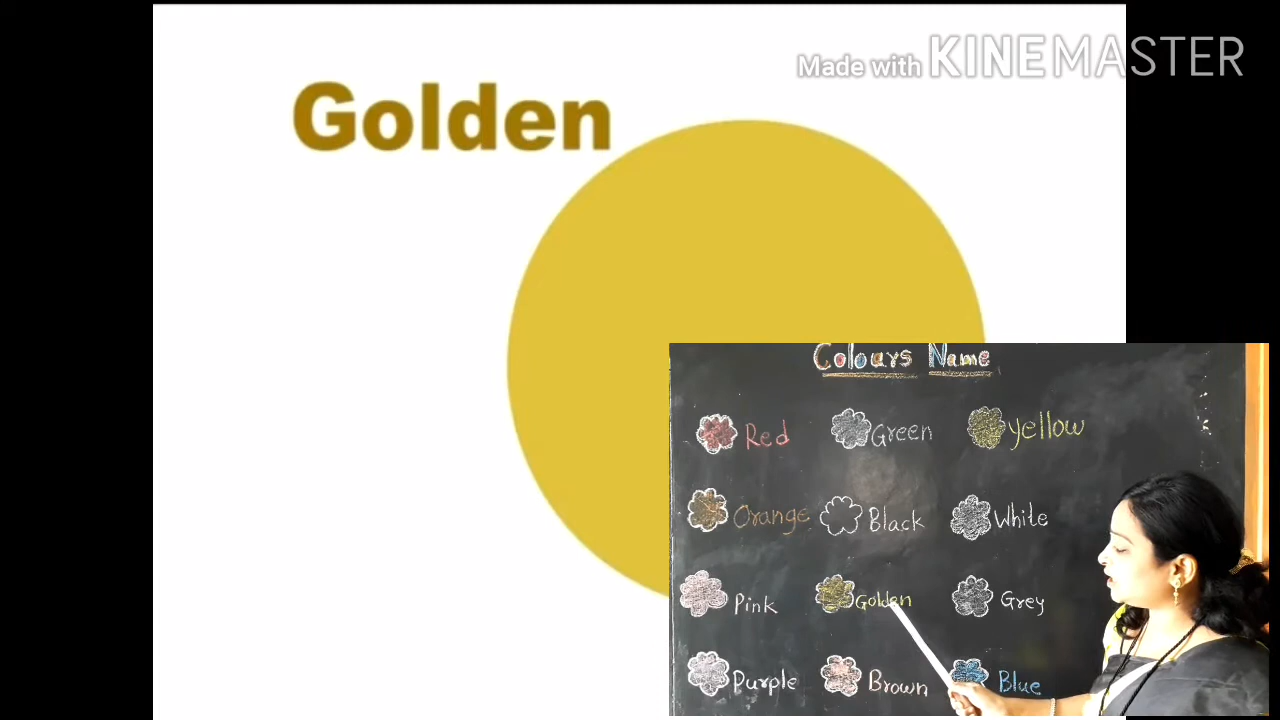 Made with KINEMASTER
Golden
Colours Name
Red Green Yellow
Orange Black White
Pink Golden Grey
Purple Brown Blue